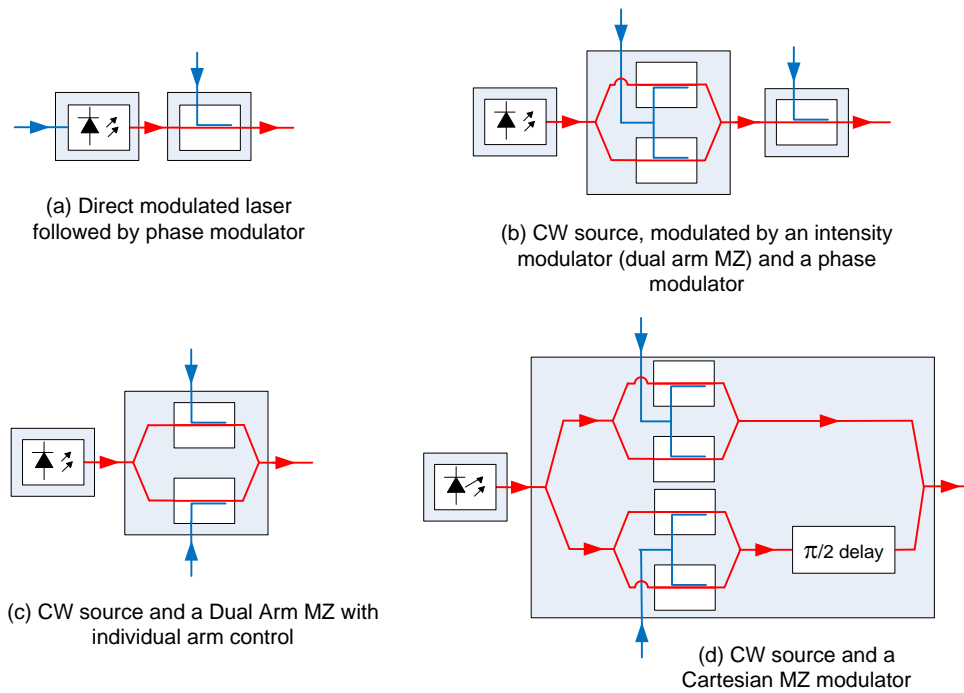 (a) Direct modulated laser
followed by phase modulator
(b) CW source, modulated by an intensity
modulator (dual arm MZ) and a phase
modulator
(c) CW source and a Dual Arm MZ with
individual arm control
π/2 delay
(d) CW source and a
Cartesian MZ modulator